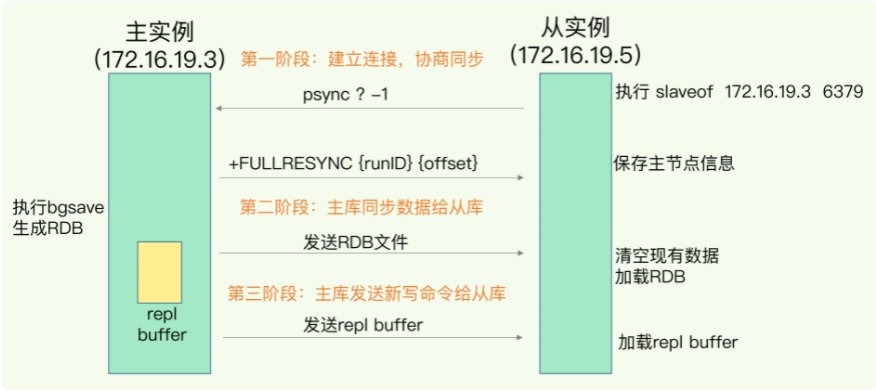 主实例
(172.16.19.3)
第一阶段：建立连接，协商同步
从实例
(172.16.19.5)
psync ? -1
执行 slaveof 172.16.19.3 6379
+FULLRESYNC {runID} {offset}
保存主节点信息
执行bgsave
生成RDB
第二阶段：主库同步数据给从库
发送RDB文件
清空现有数据
加载RDB
第三阶段：主库发送新写命令给从库
repl
buffer
发送repl buffer
加载repl buffer